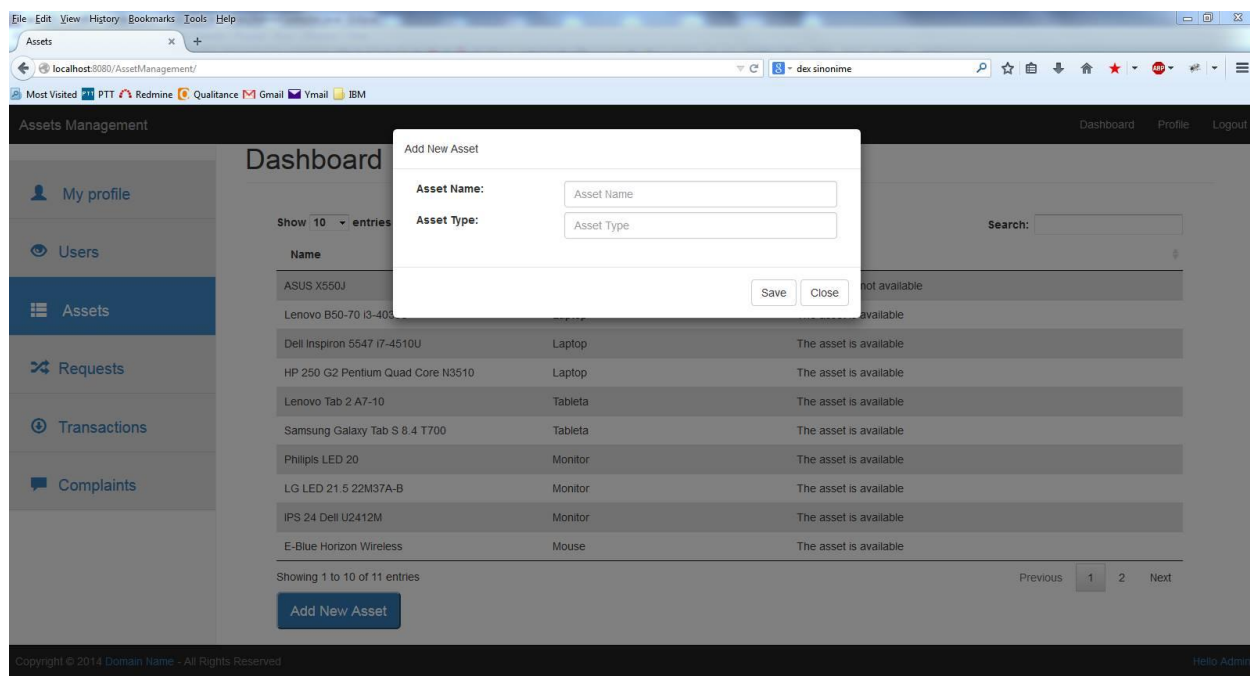 File Edit View History Bookmarks Tools Help
Assets
localhost:8080/AssetManagement/
dex sinonime
ABP
Most Visited PTT PTT Redmine Qualitance Gmail Ymail IBM
Assets Management
Dashboard Profile Logout
Dashboard
My profile
Users
Assets
Requests
Transactions
Complaints
Add New Asset
Asset Name:
Asset Name
Asset Type:
Asset Type
Save Close
Show 10 entries
Search:
Name
ASUS X550J not available
Lenovo B50-70 i3-403 available
Dell Inspiron 5547 i7-4510U Laptop The asset is available
HP 250 G2 Pentium Quad Core N3510 Laptop The asset is available
Lenovo Tab 2 A7-10 Tableta The asset is available
Samsung Galaxy Tab S 8.4 T700 Tableta The asset is available
Philipls LED 20 Monitor The asset is available
LG LED 21.5 22M37A-B Monitor The asset is available
IPS 24 Dell U2412M Monitor The asset is available
E-Blue Horizon Wireless Mouse The asset is available
Showing 1 to 10 of 11 entries
Previous 1 2 Next
Add New Asset
Copyright © 2014 Domain Name - All Rights Reserved
Hello Admin